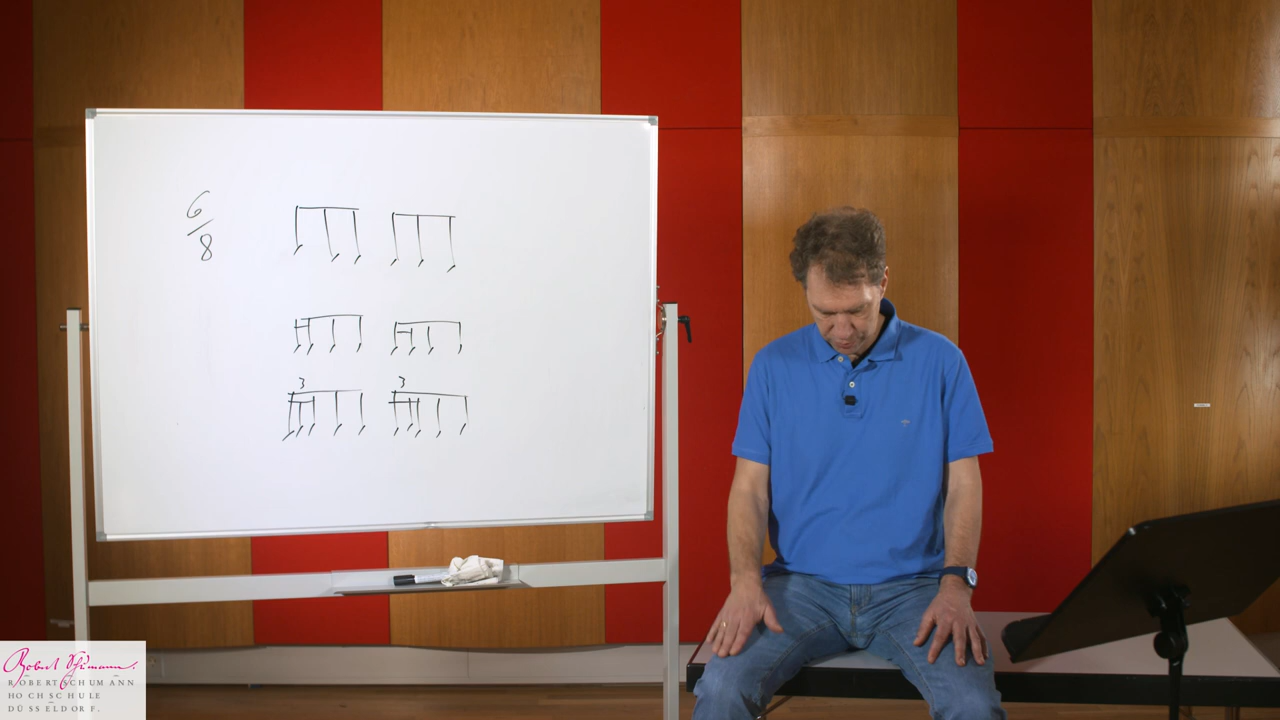 6/8
3 3
Robert Schumann
ROBERT SCHUMANN
HOCHSCHULE
DÜSSELDORF.